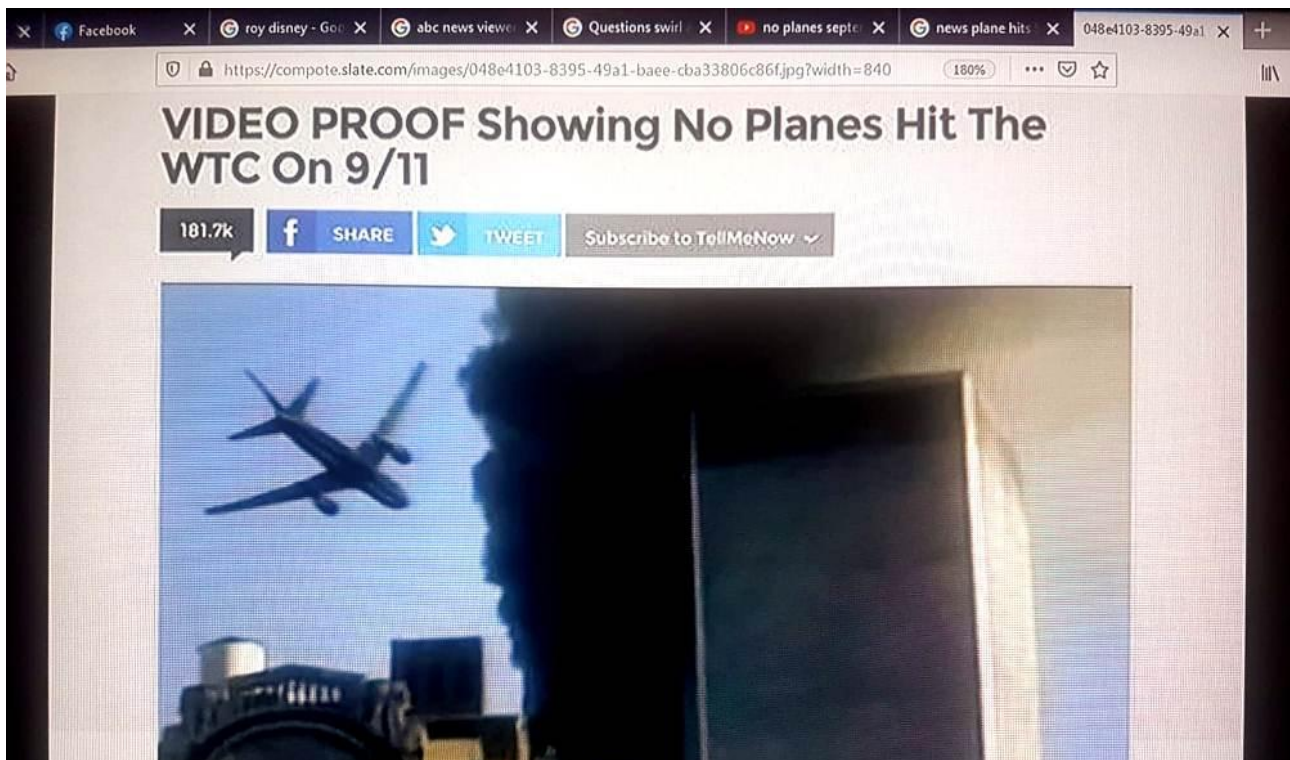 Facebook
roy disney - Goo
abc news viewe
Questions swirl a
no planes septe
news plane hits
048e4103-8395-49a1
https://compote.slate.com/images/048e4103-8395-49a1-baee-cba33806c86f.jpg?width=840
180%
VIDEO PROOF Showing No Planes Hit The
WTC On 9/11
181.7k
f SHARE
TWEET
Subscribe to TellMeNow